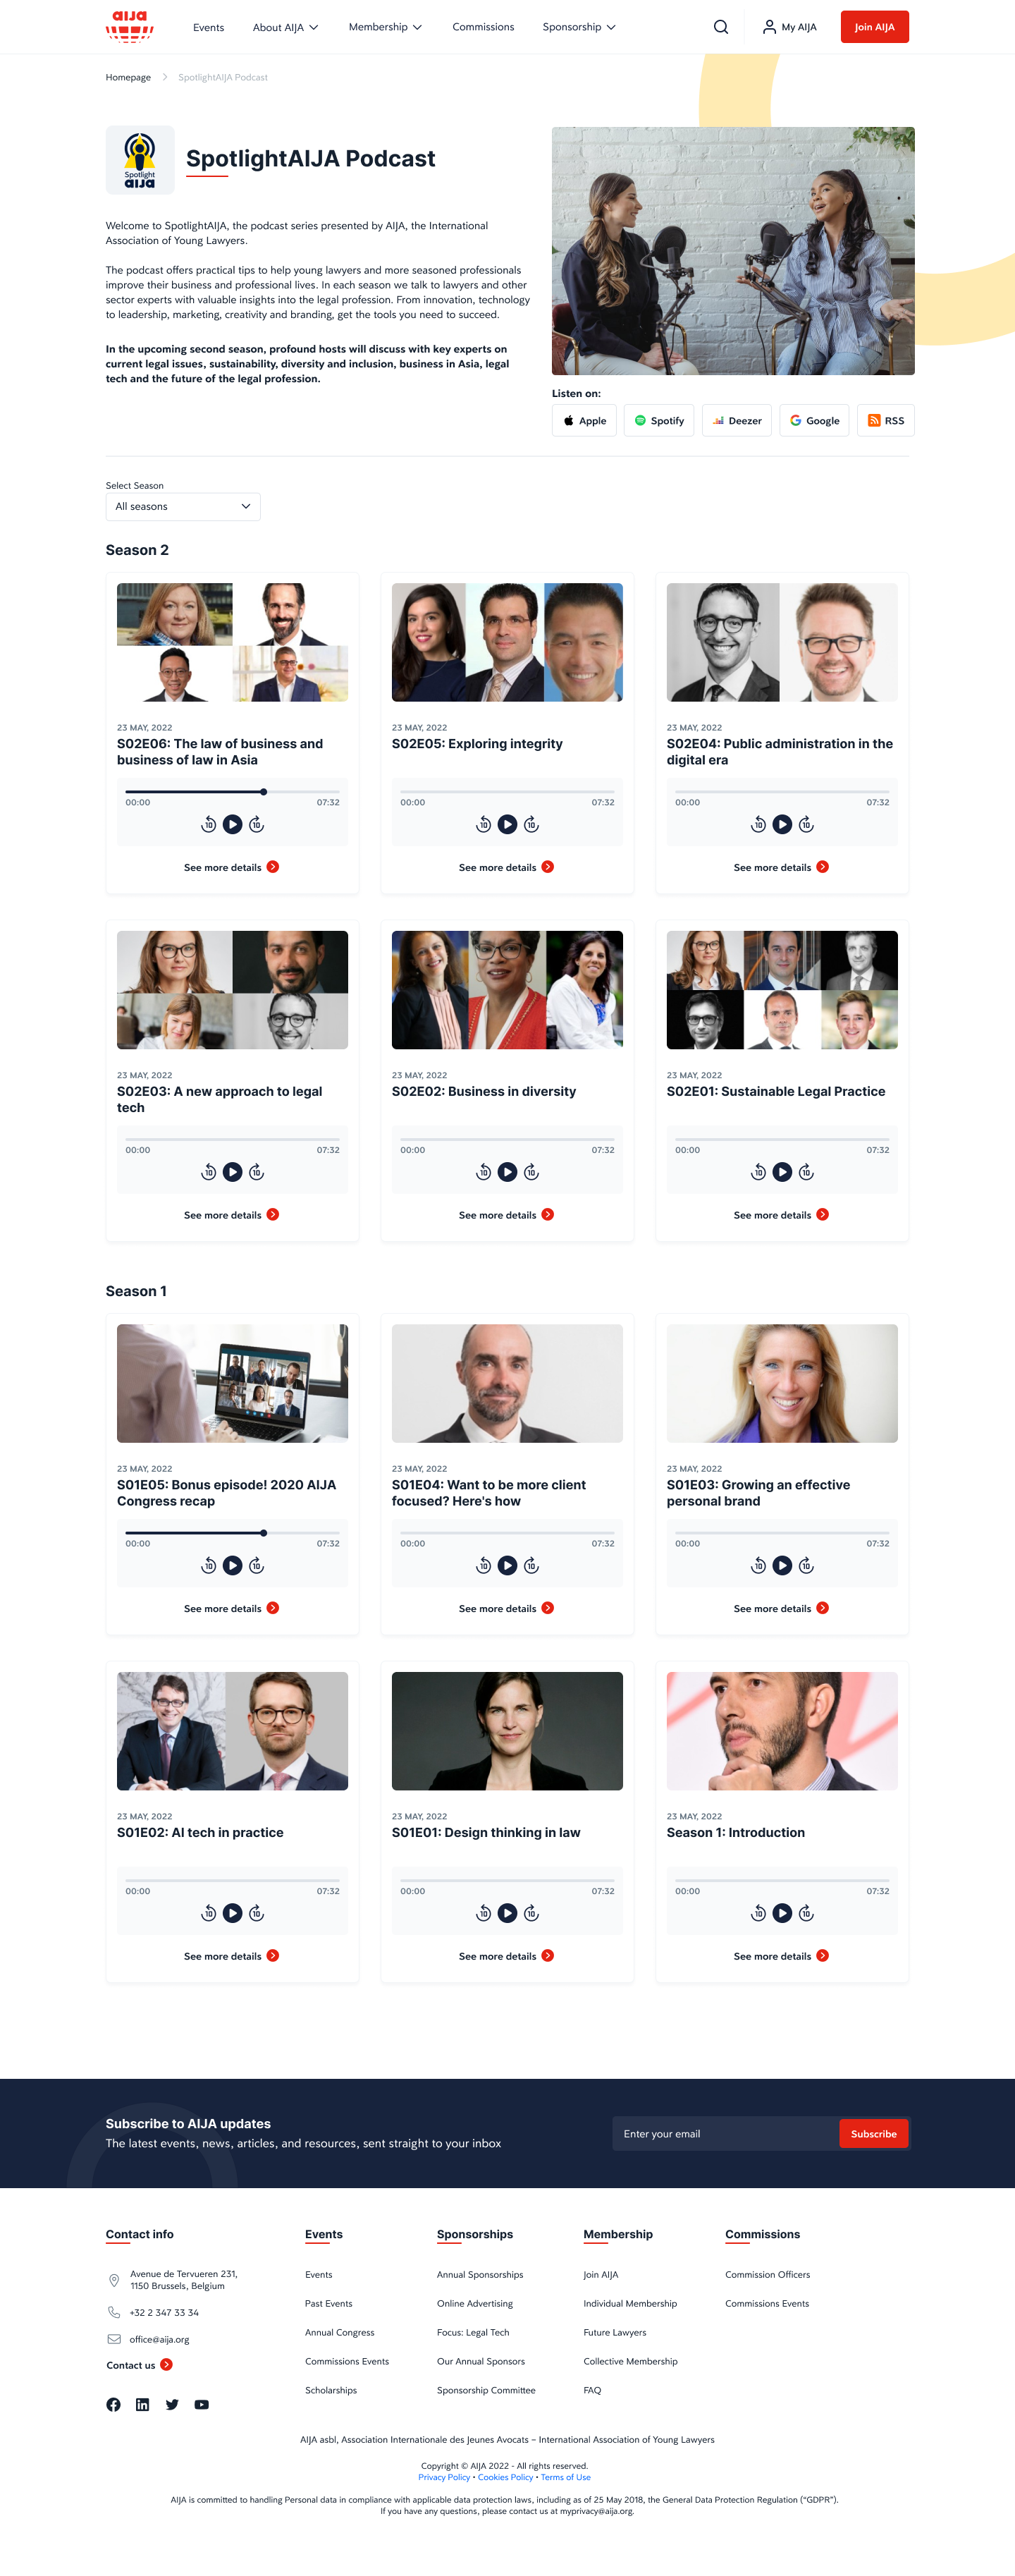 aija
Events
About AIJA
Membership
Commissions
Sponsorship
My AIJA
Join AIJA
Homepage
SpotlightAIJA Podcast
Spotlight
aija
SpotlightAIJA Podcast
Welcome to SpotlightAIJA, the podcast series presented by AIJA, the International
Association of Young Lawyers.
The podcast offers practical tips to help young lawyers and more seasoned professionals
improve their business and professional lives. In each season we talk to lawyers and other
sector experts with valuable insights into the legal profession. From innovation, technology
to leadership, marketing, creativity and branding, get the tools you need to succeed.
In the upcoming second season, profound hosts will discuss with key experts on
current legal issues, sustainability, diversity and inclusion, business in Asia, legal
tech and the future of the legal profession.
Listen on:
Apple
Spotify
Deezer
Google
RSS
Select Season
All seasons
Season 2
23 MAY, 2022
S02E06: The law of business and
business of law in Asia
00:00
07:32
10
10
See more details
23 MAY, 2022
S02E05: Exploring integrity
00:00
07:32
10
10
See more details
23 MAY, 2022
S02E04: Public administration in the
digital era
00:00
07:32
10
10
See more details
23 MAY, 2022
S02E03: A new approach to legal
tech
00:00
07:32
10
10
See more details
23 MAY, 2022
S02E02: Business in diversity
00:00
07:32
10
10
See more details
23 MAY, 2022
S02E01: Sustainable Legal Practice
00:00
07:32
10
10
See more details
Season 1
23 MAY, 2022
S01E05: Bonus episode! 2020 AIJA
Congress recap
00:00
07:32
10
10
See more details
23 MAY, 2022
S01E04: Want to be more client
focused? Here's how
00:00
07:32
10
10
See more details
23 MAY, 2022
S01E03: Growing an effective
personal brand
00:00
07:32
10
10
See more details
23 MAY, 2022
S01E02: AI tech in practice
00:00
07:32
10
10
See more details
23 MAY, 2022
S01E01: Design thinking in law
00:00
07:32
10
10
See more details
23 MAY, 2022
Season 1: Introduction
00:00
07:32
10
10
See more details
Subscribe to AIJA updates
The latest events, news, articles, and resources, sent straight to your inbox
Enter your email
Subscribe
Contact info
Avenue de Tervueren 231,
1150 Brussels, Belgium
+32 2 347 33 34
office@aija.org
Contact us
Events
Events
Past Events
Annual Congress
Commissions Events
Scholarships
Sponsorships
Annual Sponsorships
Online Advertising
Focus: Legal Tech
Our Annual Sponsors
Sponsorship Committee
Membership
Join AIJA
Individual Membership
Future Lawyers
Collective Membership
FAQ
Commissions
Commission Officers
Commissions Events
AIJA asbl, Association Internationale des Jeunes Avocats – International Association of Young Lawyers
Copyright © AIJA 2022 - All rights reserved.
Privacy Policy • Cookies Policy • Terms of Use
AIJA is committed to handling Personal data in compliance with applicable data protection laws, including as of 25 May 2018, the General Data Protection Regulation (“GDPR”).
If you have any questions, please contact us at myprivacy@aija.org.